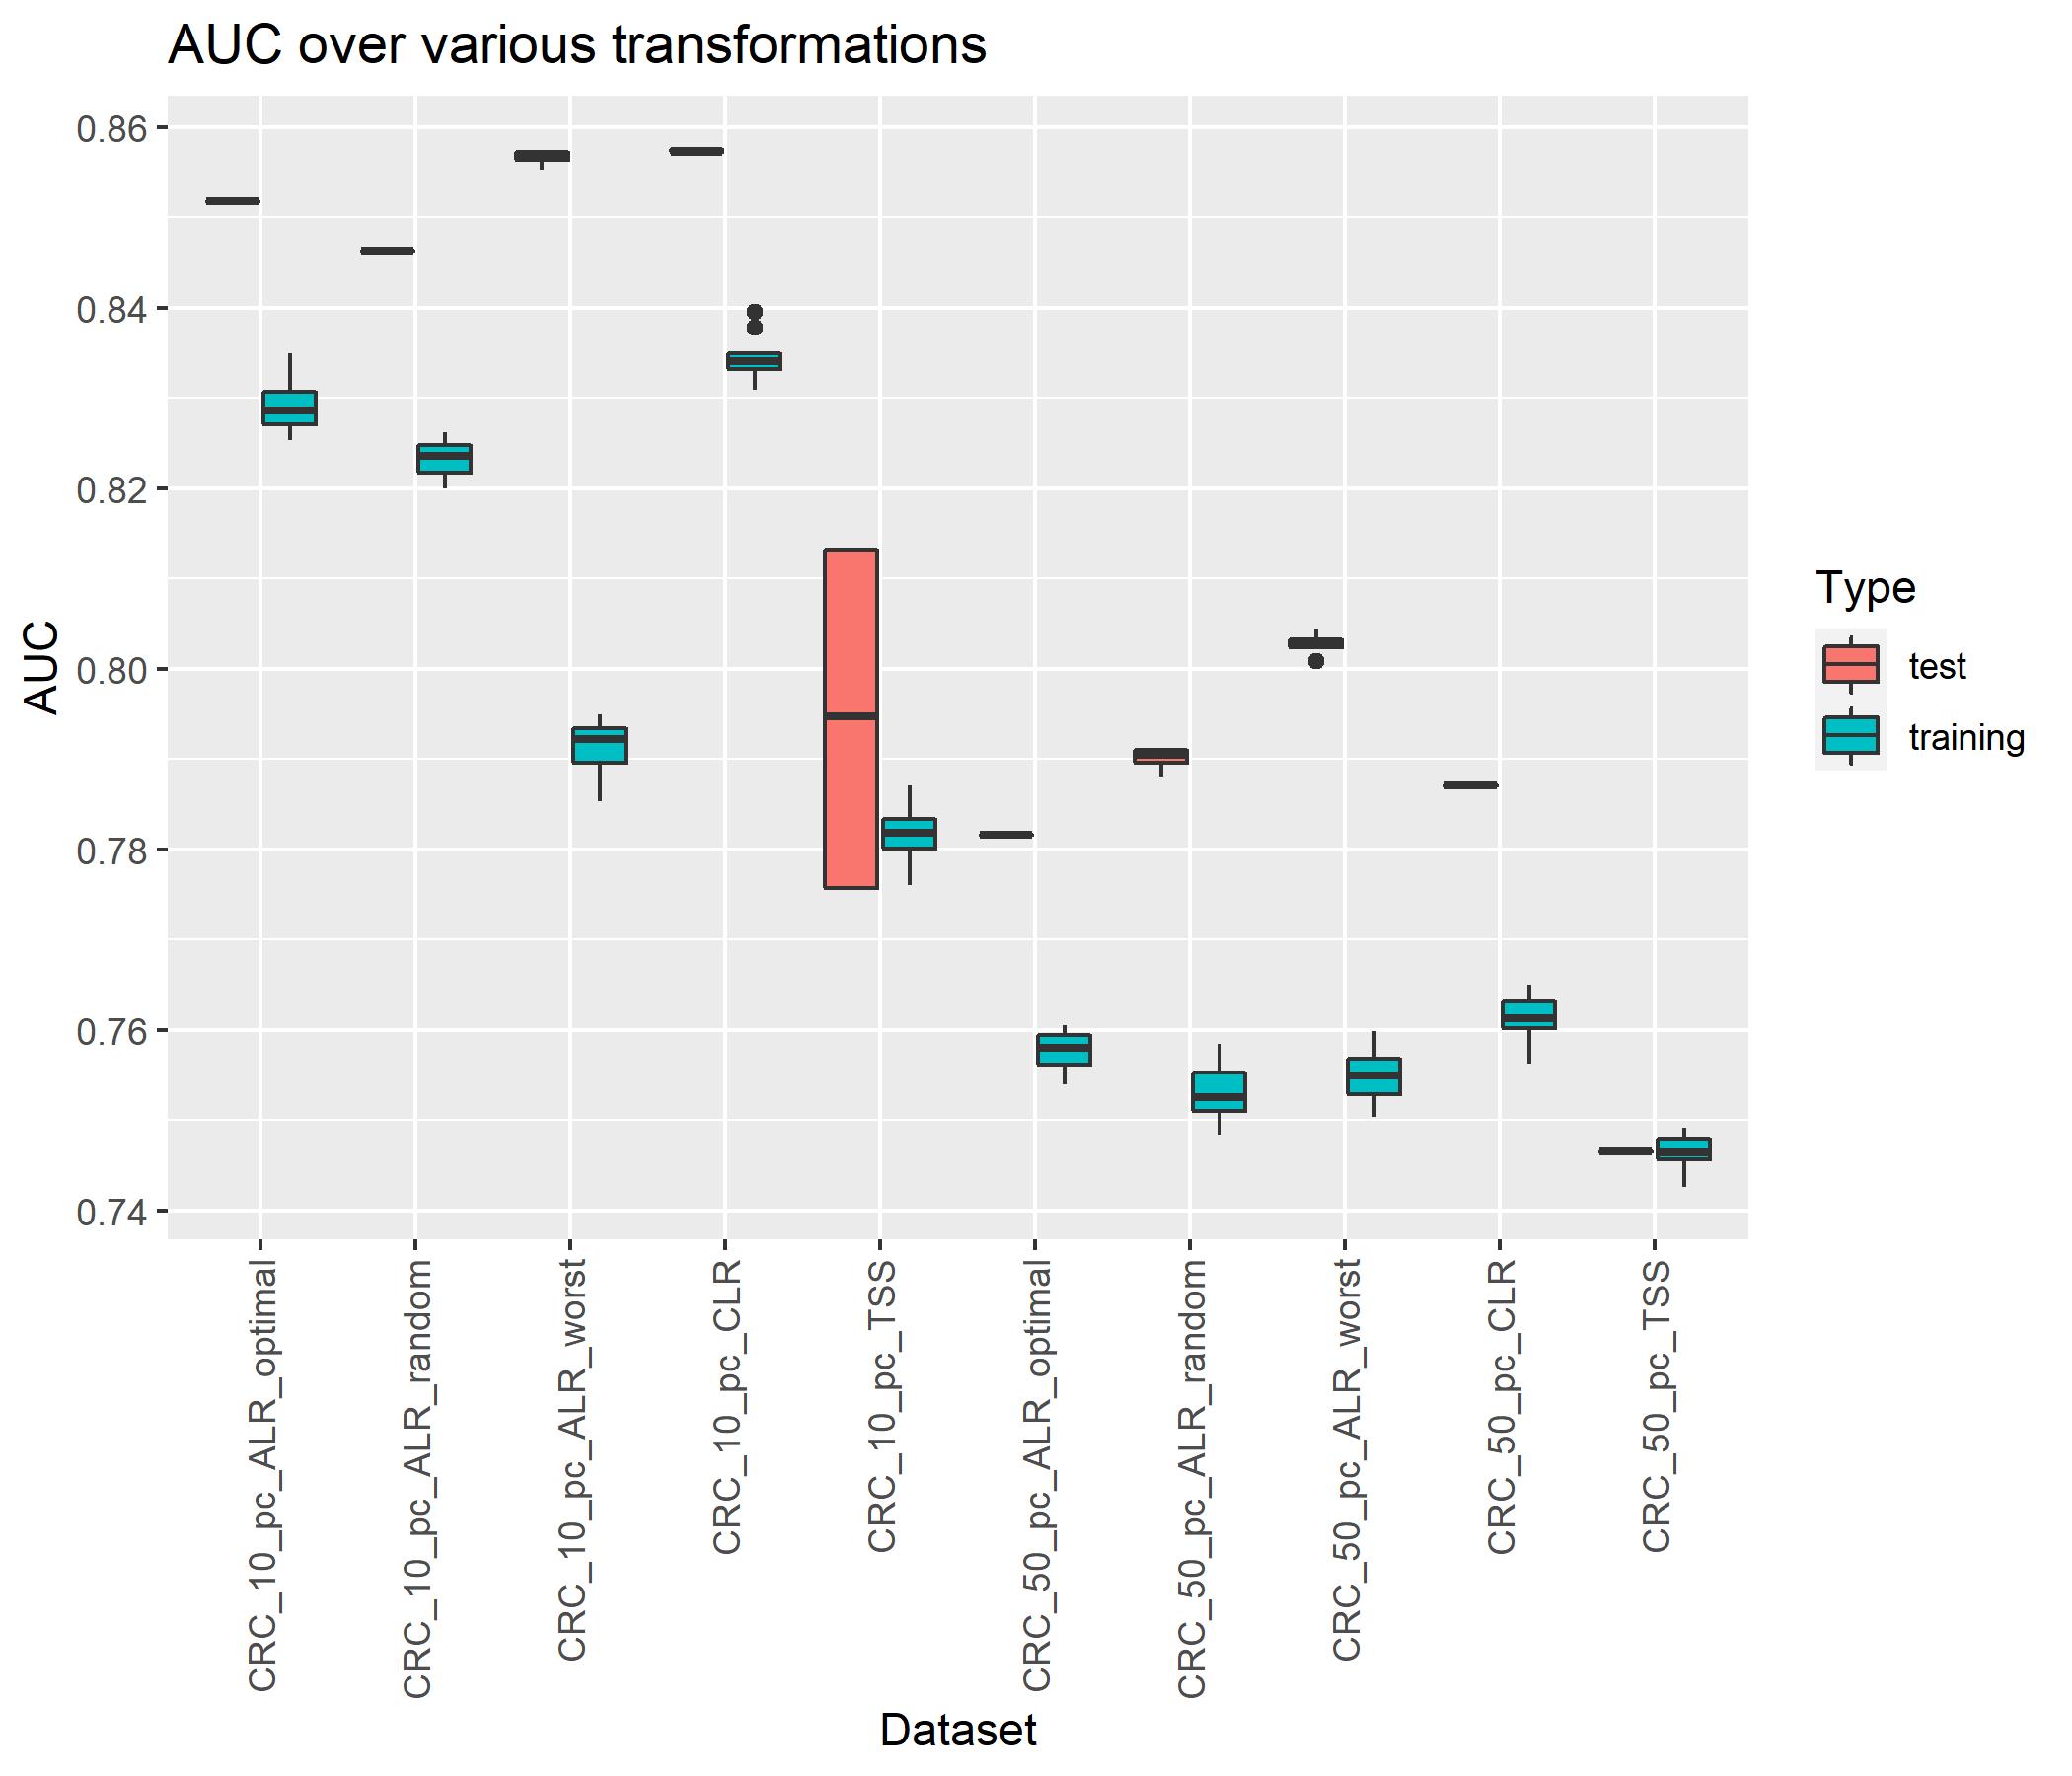 AUC over various transformations
AUC
0.86
0.84
0.82
0.80
0.78
0.76
0.74
CRC_10_pc_ALR_optimal
CRC_10_pc_ALR_random
CRC_10_pc_ALR_worst
CRC_10_pc_CLR
CRC_10_pc_TSS
CRC_50_pc_ALR_optimal
CRC_50_pc_ALR_random
CRC_50_pc_ALR_worst
CRC_50_pc_CLR
CRC_50_pc_TSS
Dataset
Type
test
training